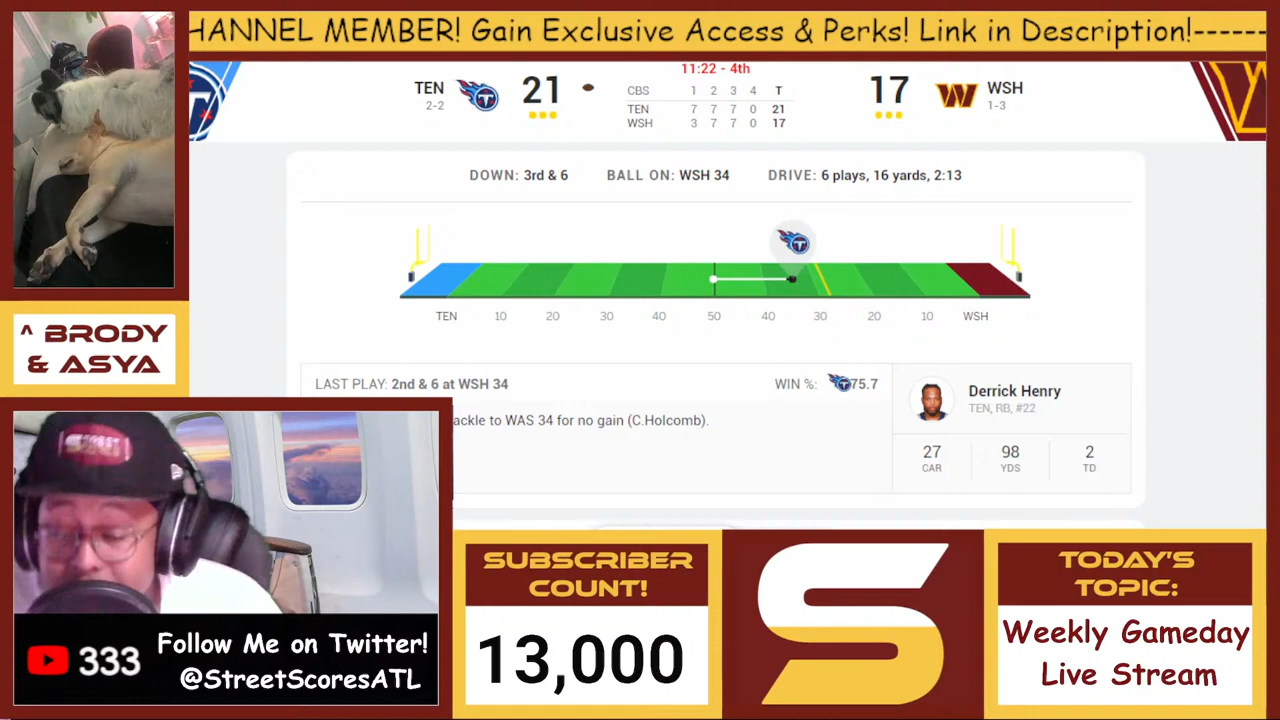 HANNEL MEMBER! Gain Exclusive Access & Perks! Link in Description!------
11:22 - 4th
TEN
2-2
21
CBS 1 2 3 4 T
TEN 7 7 7 0 21
WSH 3 7 7 0 17
17
WSH
1-3
DOWN: 3rd & 6 BALL ON: WSH 34 DRIVE: 6 plays, 16 yards, 2:13
TEN 10 20 30 40 50 40 30 20 10 WSH
LAST PLAY: 2nd & 6 at WSH 34 WIN %: 75.7
ackle to WAS 34 for no gain (C.Holcomb).
Derrick Henry
TEN, RB, #22
27 98 2
CAR YDS TD
^ BRODY
& ASYA
333
Follow Me on Twitter!
@StreetScoresATL
SUBSCRIBER
COUNT!
13,000
S
TODAY'S
TOPIC:
Weekly Gameday
Live Stream